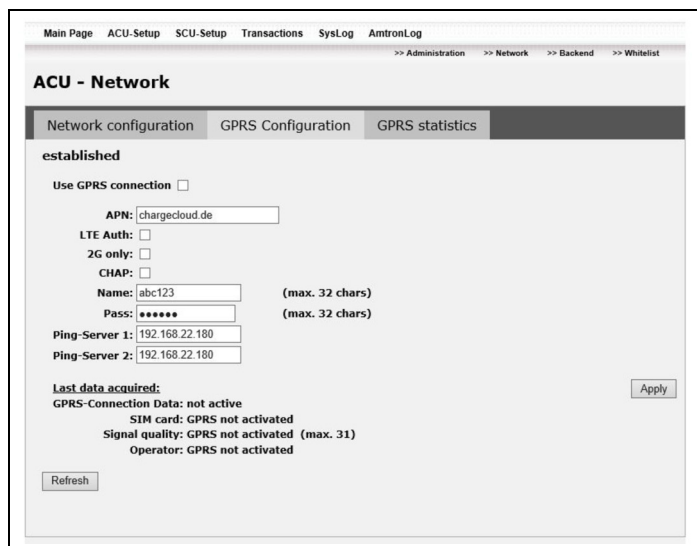 Main Page ACU-Setup SCU-Setup Transactions SysLog AmtronLog
>> Administration >> Network >> Backend >> Whitelist
ACU - Network
Network configuration GPRS Configuration GPRS statistics
established
Use GPRS connection
APN: chargecloud.de
LTE Auth:
2G only:
CHAP:
Name: abc123 (max. 32 chars)
Pass: ●●●●●● (max. 32 chars)
Ping-Server 1: 192.168.22.180
Ping-Server 2: 192.168.22.180
Last data acquired:
Apply
GPRS-Connection Data: not active
SIM card: GPRS not activated
Signal quality: GPRS not activated (max. 31)
Operator: GPRS not activated
Refresh